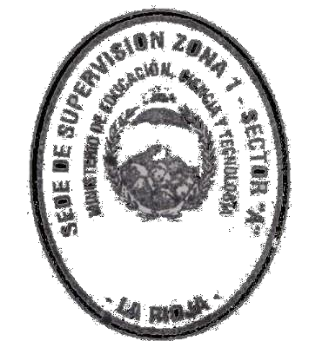 SEDE DE SUPERVISION ZONA 1 - SECTOR "A"
MINISTERIO DE EDUCACIÓN, CIENCIA Y TECNOLOGÍA
- LA RIOJA -